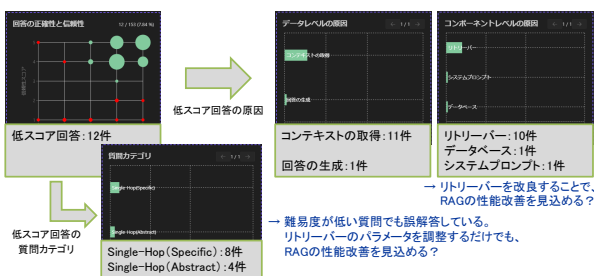 回答の正確性と信頼性
12 / 153 (7.84 %)
信頼性スコア
低スコア回答:12件
低スコア回答の原因
データレベルの原因
← 1/1 →
コンテキストの取得
回答の生成
コンテキストの取得:11件
回答の生成:1件
コンポーネントレベルの原因
← 1/1 →
リトリーバー
システムプロンプト
データベース
リトリーバー:10件
データベース:1件
システムプロンプト:1件
→ リトリーバーを改良することで、
RAGの性能改善を見込める?
低スコア回答の
質問カテゴリ
質問カテゴリ
← 1/1 →
Single-Hop(Specific)
Single-Hop(Abstract)
Single-Hop(Specific):8件
Single-Hop(Abstract):4件
→ 難易度が低い質問でも誤解答している。
リトリーバーのパラメータを調整するだけでも、
RAGの性能改善を見込める?